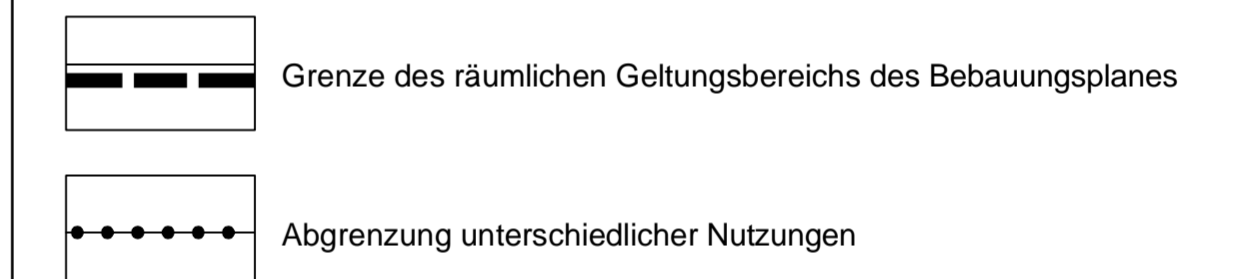 Grenze des räumlichen Geltungsbereichs des Bebauungsplanes
Abgrenzung unterschiedlicher Nutzungen